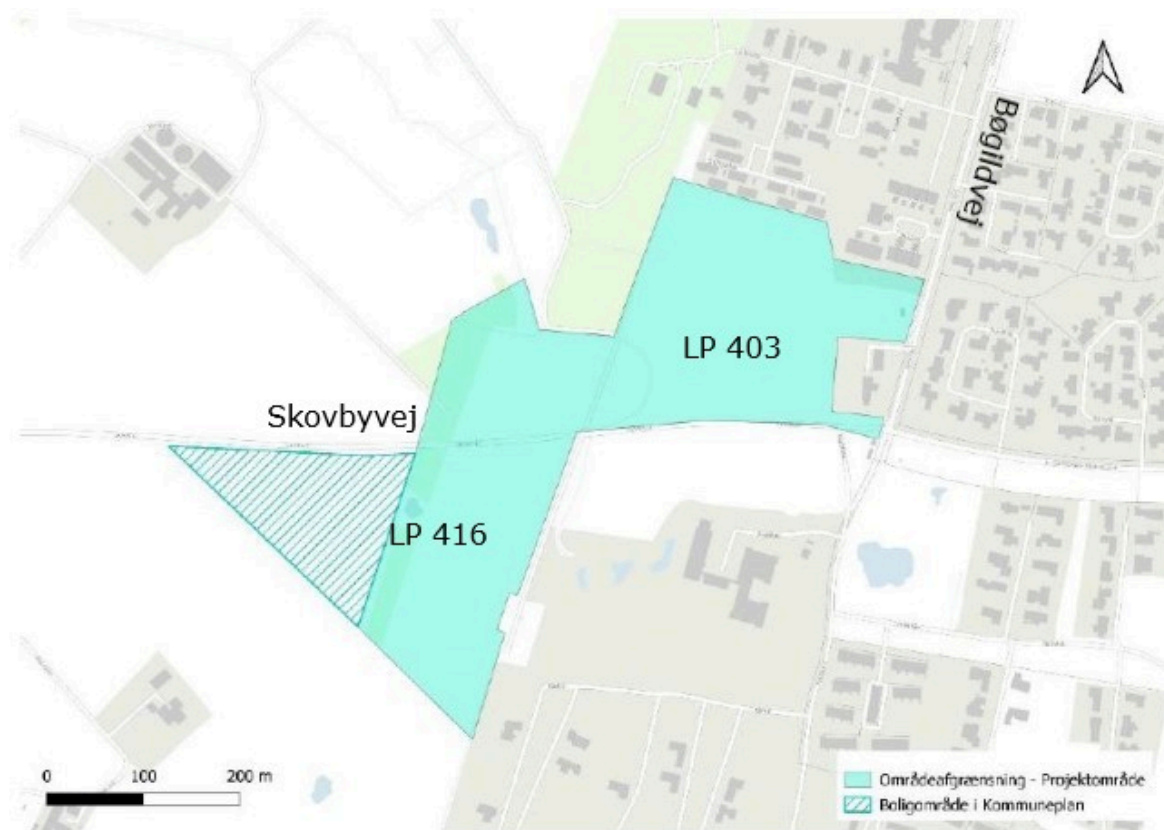 Bøgildvej
LP 403
Skovbyvej
LP 416
0 100 200 m
Områdeafgrænsning - Projektområde
Boligområde i Kommuneplan